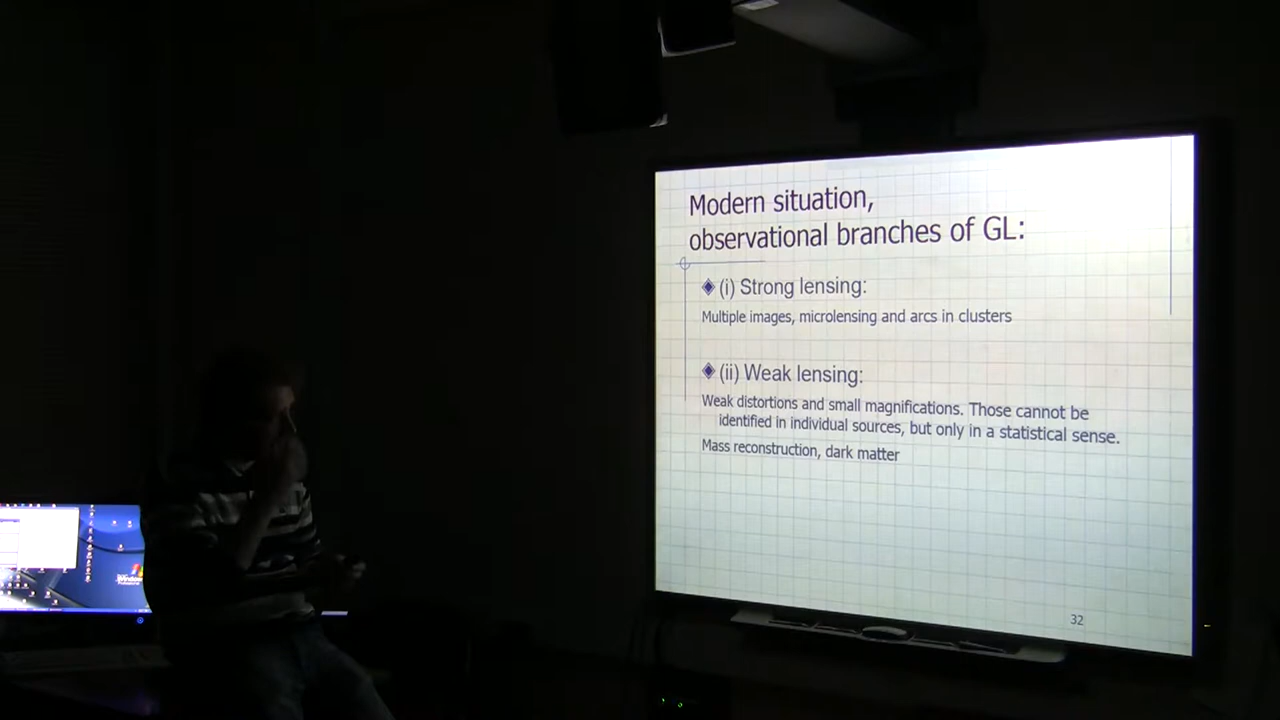 Modern situation,
observational branches of GL:
(i) Strong lensing:
Multiple images, microlensing and arcs in clusters
(ii) Weak lensing:
Weak distortions and small magnifications. Those cannot be
identified in individual sources, but only in a statistical sense.
Mass reconstruction, dark matter
32
Windows